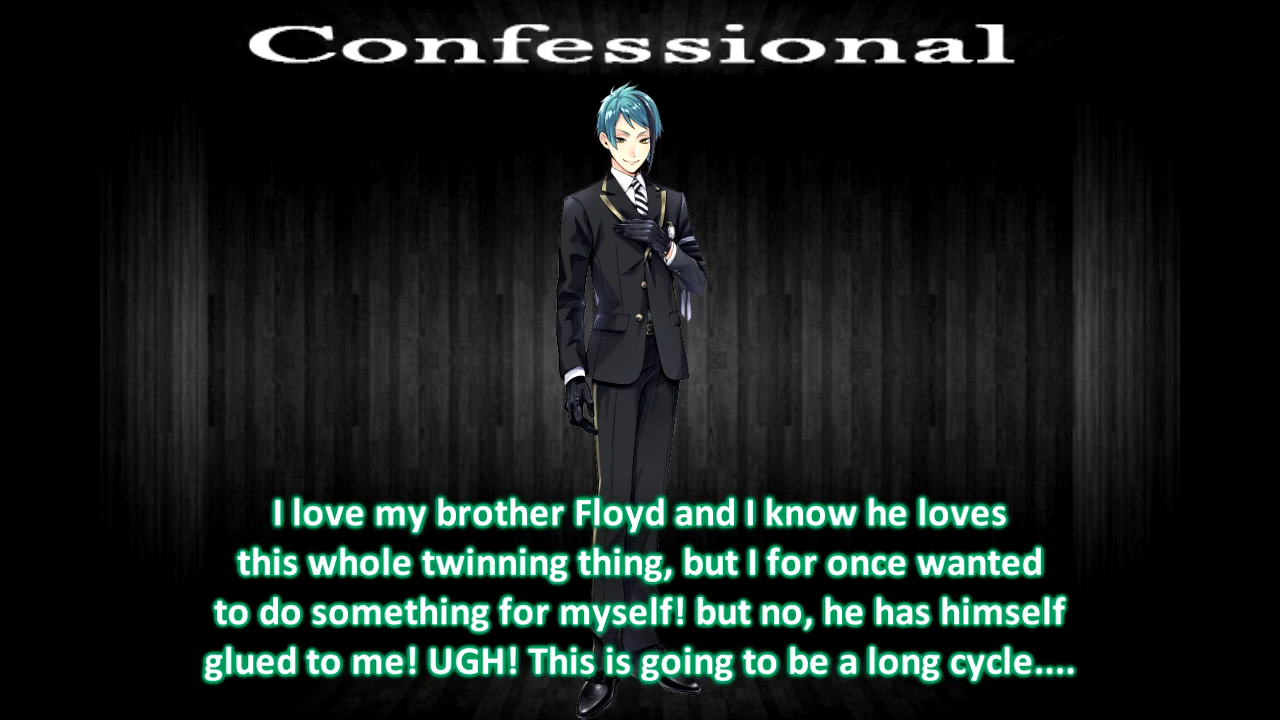 Confessional
I love my brother Floyd and I know he loves
this whole twinning thing, but I for once wanted
to do something for myself! but no, he has himself
glued to me! UGH! This is going to be a long cycle....